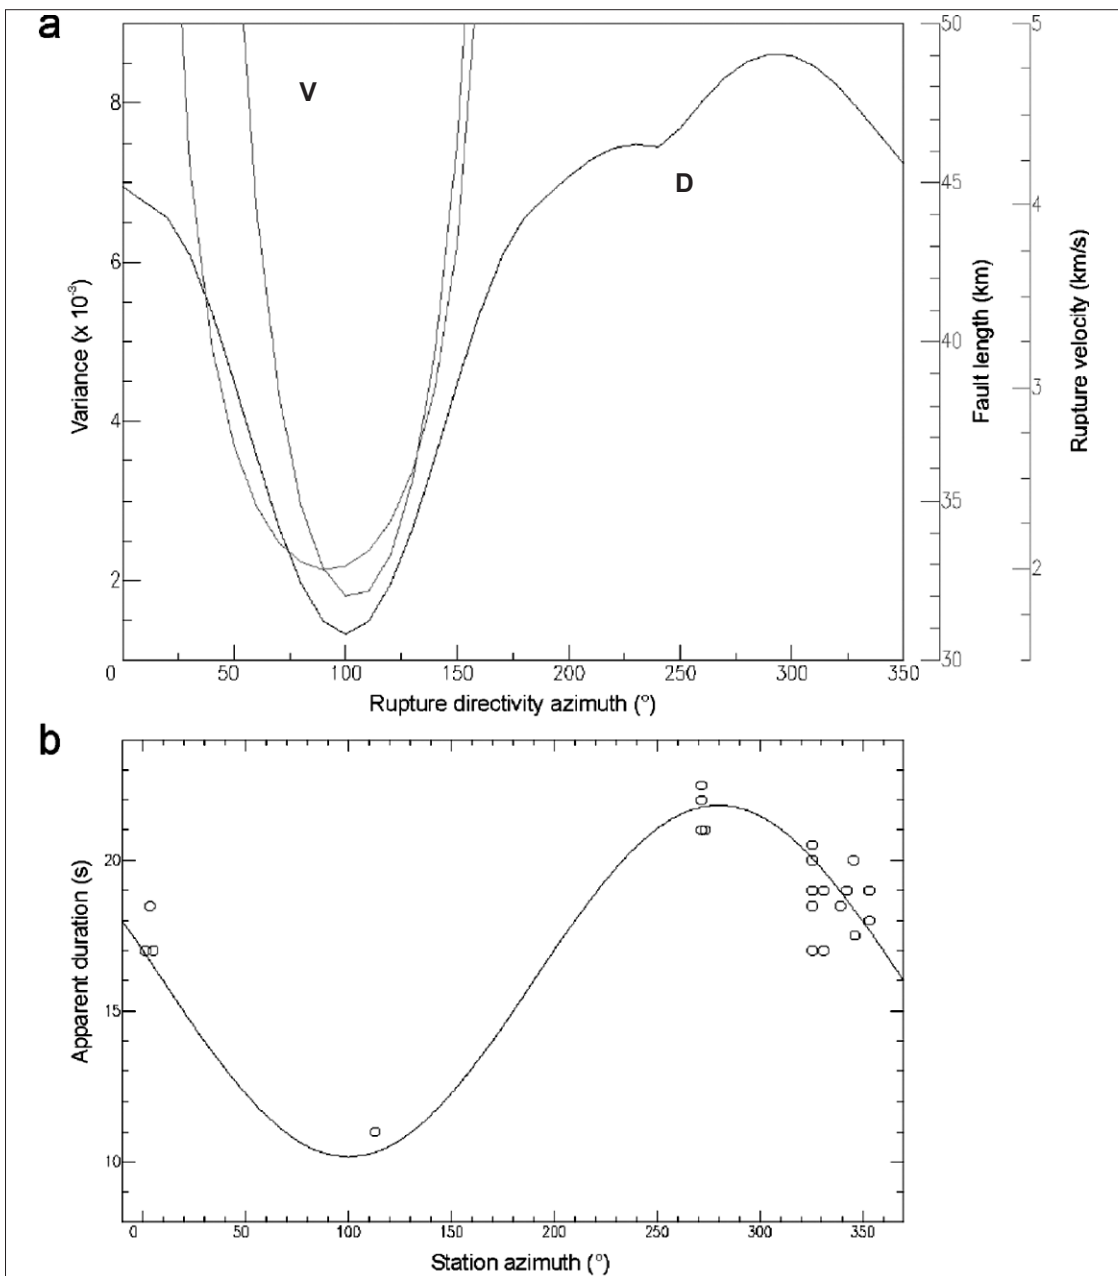 a
V
D
8
6
4
2
Variance (x 10⁻³)
0 50 100 150 200 250 300 350
Rupture directivity azimuth (°)
50
45
40
35
30
Fault length (km)
5
4
3
2
Rupture velocity (km/s)
b
20
15
10
Apparent duration (s)
0 50 100 150 200 250 300 350
Station azimuth (°)